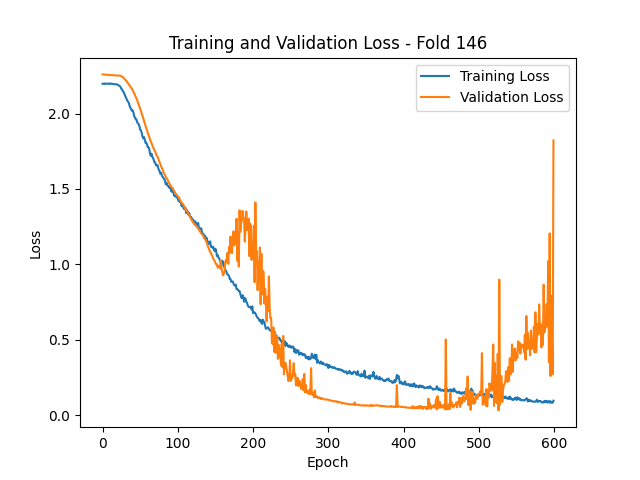 Training and Validation Loss - Fold 146
Training Loss
Validation Loss
2.0
1.5
1.0
0.5
0.0
Loss
0 100 200 300 400 500 600
Epoch